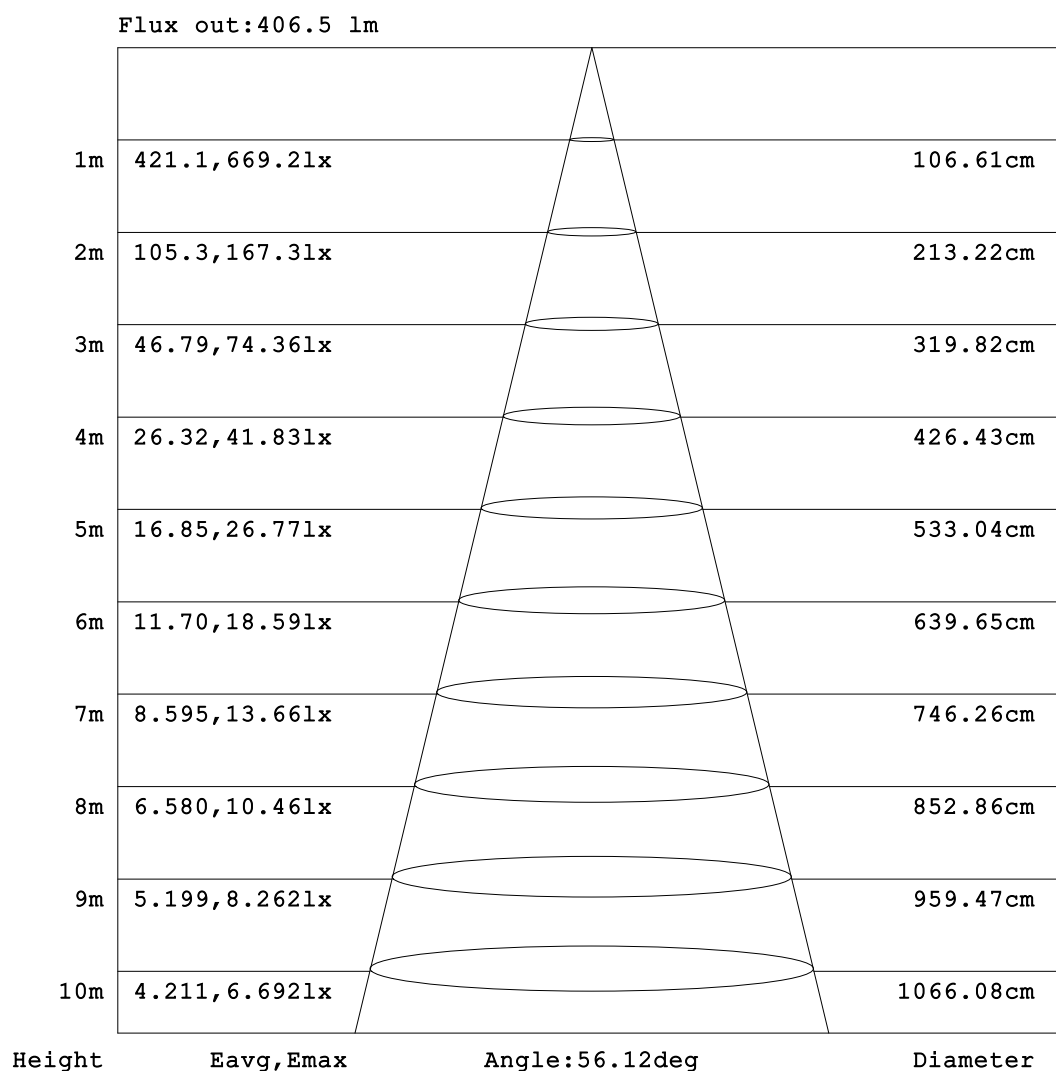 Flux out:406.5 lm
1m 421.1,669.2lx 106.61cm
2m 105.3,167.3lx 213.22cm
3m 46.79,74.36lx 319.82cm
4m 26.32,41.83lx 426.43cm
5m 16.85,26.77lx 533.04cm
6m 11.70,18.59lx 639.65cm
7m 8.595,13.66lx 746.26cm
8m 6.580,10.46lx 852.86cm
9m 5.199,8.262lx 959.47cm
10m 4.211,6.692lx 1066.08cm
Height Eavg,Emax Angle:56.12deg Diameter